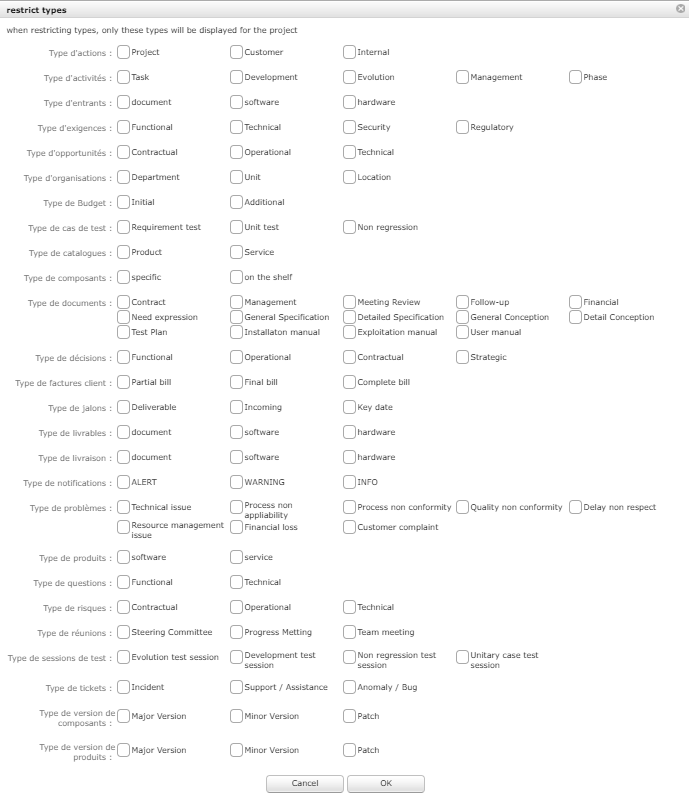 restrict types
when restricting types, only these types will be displayed for the project
Type d'actions : Project Customer Internal
Type d'activités : Task Development Evolution Management Phase
Type d'entrants : document software hardware
Type d'exigences : Functional Technical Security Regulatory
Type d'opportunités : Contractual Operational Technical
Type d'organisations : Department Unit Location
Type de Budget : Initial Additional
Type de cas de test : Requirement test Unit test Non regression
Type de catalogues : Product Service
Type de composants : specific on the shelf
Type de documents : Contract Management Meeting Review Follow-up Financial
Need expression General Specification Detailed Specification General Conception Detail Conception
Test Plan Installaton manual Exploitation manual User manual
Type de décisions : Functional Operational Contractual Strategic
Type de factures client : Partial bill Final bill Complete bill
Type de jalons : Deliverable Incoming Key date
Type de livrables : document software hardware
Type de livraison : document software hardware
Type de notifications : ALERT WARNING INFO
Type de problèmes : Technical issue Process non appliability Process non conformity Quality non conformity Delay non respect
Resource management issue Financial loss Customer complaint
Type de produits : software service
Type de questions : Functional Technical
Type de risques : Contractual Operational Technical
Type de réunions : Steering Committee Progress Metting Team meeting
Type de sessions de test : Evolution test session Development test session Non regression test session Unitary case test session
Type de tickets : Incident Support / Assistance Anomaly / Bug
Type de version de composants : Major Version Minor Version Patch
Type de version de produits : Major Version Minor Version Patch
Cancel OK